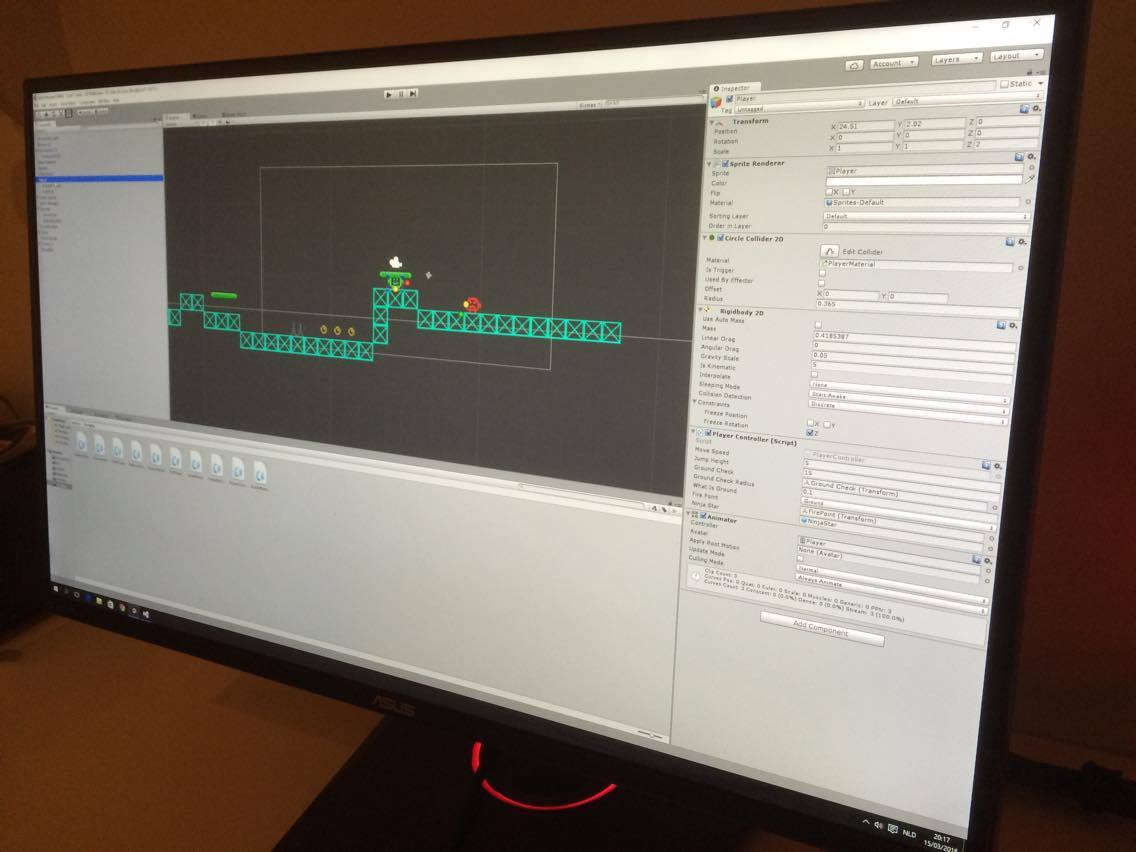 Account
Layers
Layout
Inspector
Player
Static
Tag Untagged
Layer Default
Transform
Position X 24.51 Y 2.02 Z 0
Rotation X 0 Y 0 Z 0
Scale X 1 Y 1 Z 2
Sprite Renderer
Sprite Player
Color
Flip X Y
Material Sprites-Default
Sorting Layer Default
Order in Layer 0
Circle Collider 2D
Edit Collider
Material PlayerMaterial
Is Trigger
Used By Effector
Offset X 0 Y 0
Radius 0.365
Rigidbody 2D
Use Auto Mass
Mass 0.4185387
Linear Drag 0
Angular Drag 0.05
Gravity Scale 5
Is Kinematic
Interpolate None
Sleeping Mode Start Awake
Collision Detection Discrete
Constraints
Freeze Position X Y
Freeze Rotation Z
Player Controller (Script)
Script PlayerController
Move Speed 5
Jump Height 15
Ground Check Ground Check (Transform)
Ground Check Radius 0.1
What Is Ground Ground
Fire Point FirePoint (Transform)
Ninja Star NinjaStar
Animator
Controller Player
Avatar None (Avatar)
Apply Root Motion
Update Mode Normal
Culling Mode Always Animate
Clip Count: 3
Curves Pos: 0 Quat: 0 Euler: 0 Scale: 0 Muscles: 0 Generic: 0 PPtr: 3
Curves Count: 3 Constant: 0 (0.0%) Dense: 0 (0.0%) Stream: 3 (100.0%)
Add Component
ASUS
NLD
20:17
15/03/2016